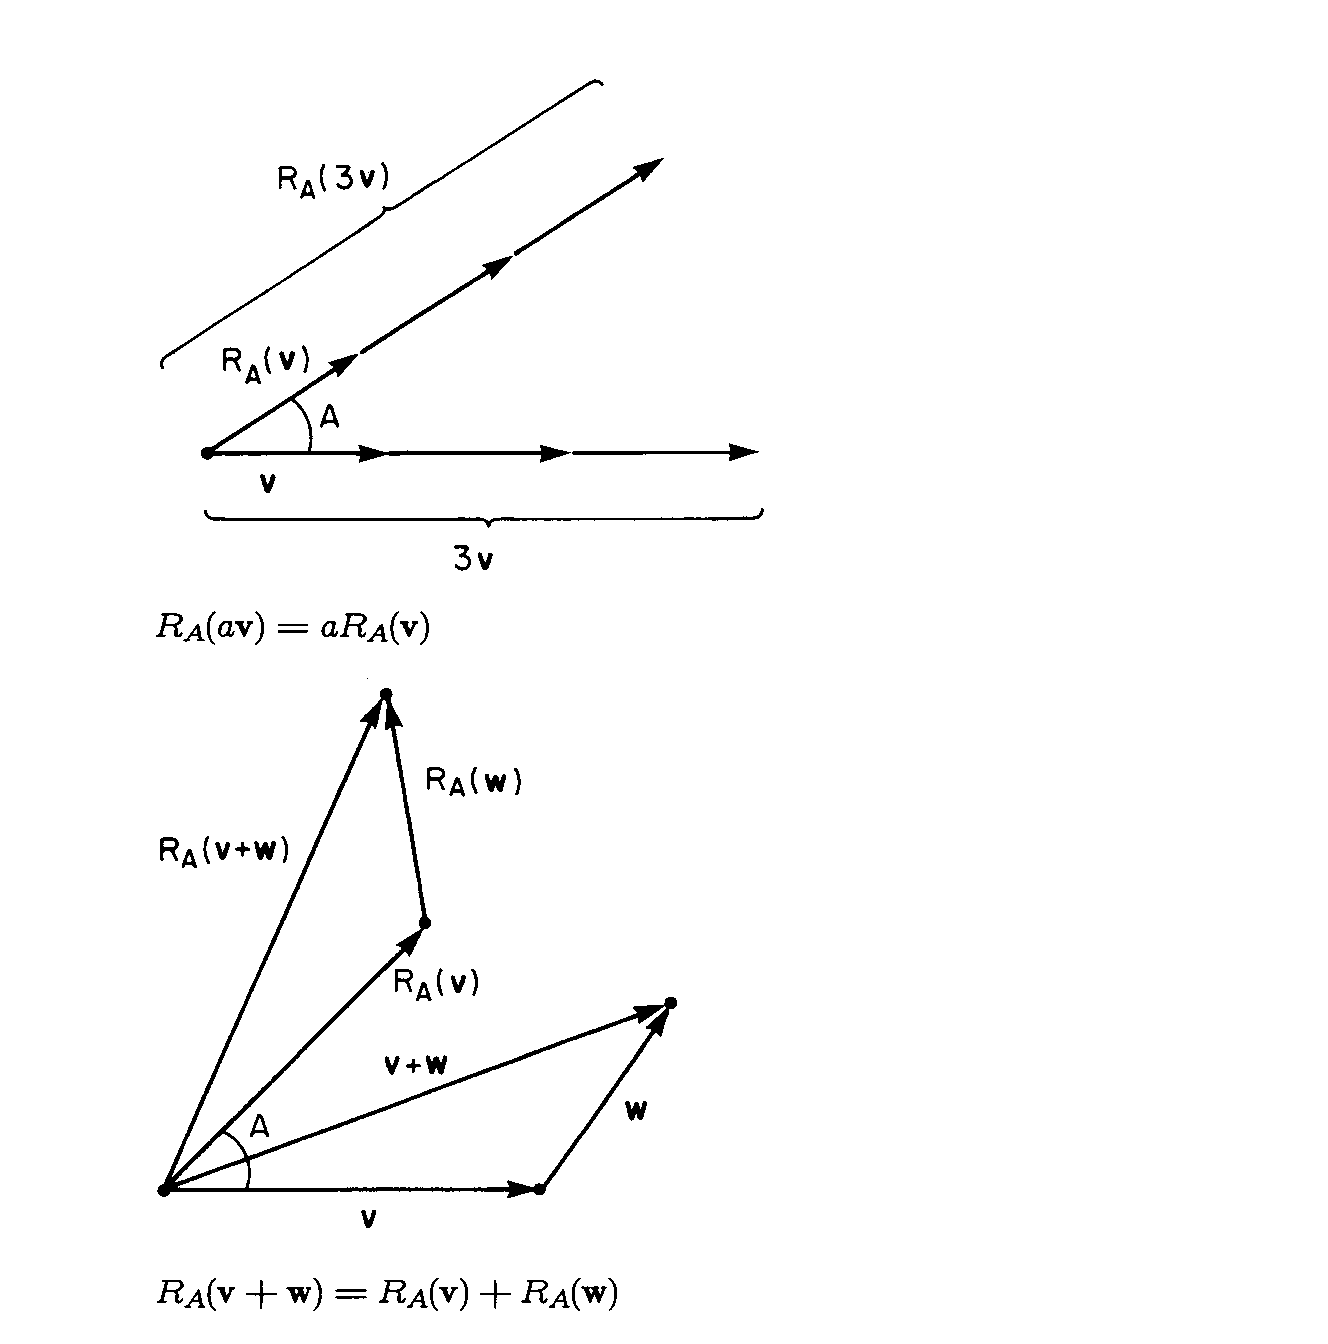 R_A(3v)
R_A(v)
A
v
3v
R_A(av) = aR_A(v)
R_A(w)
R_A(v+w)
R_A(v)
v+w
A
w
v
R_A(v + w) = R_A(v) + R_A(w)